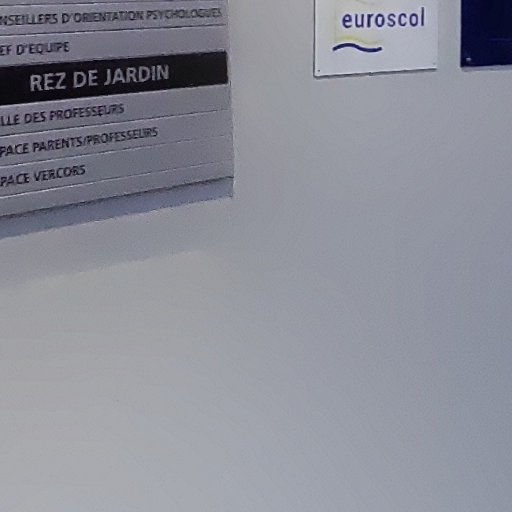 NSEILLERS D'ORIENTATION PSYCHOLOGUES
EF D'EQUIPE
REZ DE JARDIN
LLE DES PROFESSEURS
PACE PARENTS/PROFESSEURS
PACE VERCORS
euroscol